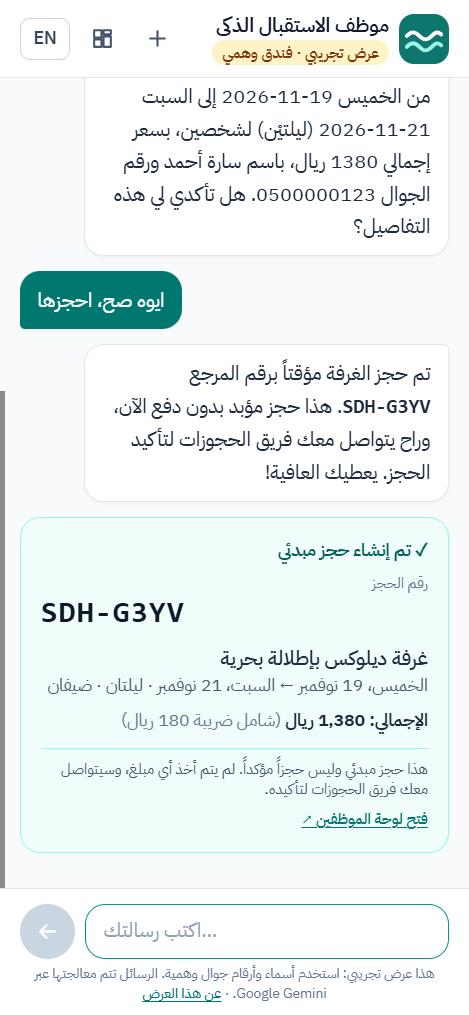 موظف الاستقبال الذكي
عرض تجريبي · فندق وهمي
EN
من الخميس 19-11-2026 إلى السبت
21-11-2026 (ليلتيْن) لشخصين، بسعر
إجمالي 1380 ريال، باسم سارة أحمد ورقم
الجوال 0500000123. هل تأكدي لي هذه
التفاصيل؟
ايوه صح، احجزها
تم حجز الغرفة مؤقتاً برقم المرجع
SDH-G3YV. هذا حجز مؤبد بدون دفع الآن،
وراح يتواصل معك فريق الحجوزات لتأكيد
الحجز. يعطيك العافية!
✓ تم إنشاء حجز مبدئي
رقم الحجز
SDH-G3YV
غرفة ديلوكس بإطلالة بحرية
الخميس، 19 نوفمبر ← السبت، 21 نوفمبر · ليلتان · ضيفان
الإجمالي: 1,380 ريال (شامل ضريبة 180 ريال)
هذا حجز مبدئي وليس حجزاً مؤكداً. لم يتم أخذ أي مبلغ، وسيتواصل
معك فريق الحجوزات لتأكيده.
فتح لوحة الموظفين ↗
اكتب رسالتك...
هذا عرض تجريبي: استخدم أسماء وأرقام جوال وهمية. الرسائل تتم معالجتها عبر
Google Gemini. · عن هذا العرض